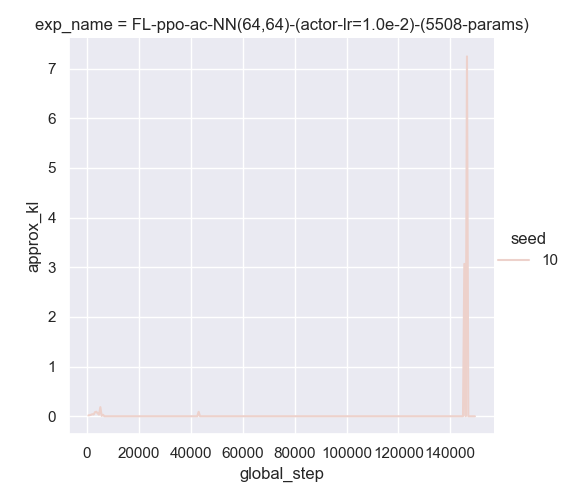 exp_name = FL-ppo-ac-NN(64,64)-(actor-lr=1.0e-2)-(5508-params)
7
6
5
4
3
2
1
0
approx_kl
0 20000 40000 60000 80000 100000 120000 140000
global_step
seed
10